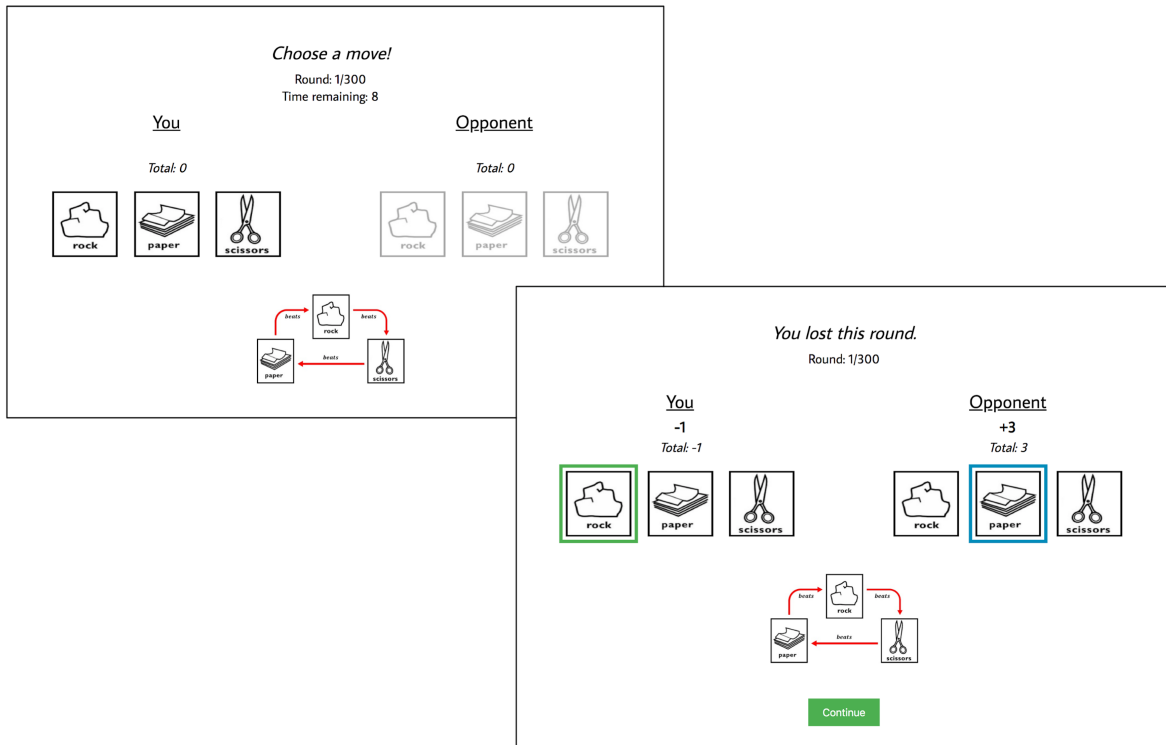 Choose a move!
Round: 1/300
Time remaining: 8
You Opponent
Total: 0 Total: 0
rock paper scissors rock paper scissors
beats rock beats
beats
paper scissors
You lost this round.
Round: 1/300
You Opponent
-1 +3
Total: -1 Total: 3
rock paper scissors rock paper scissors
beats rock beats
beats
paper scissors
Continue